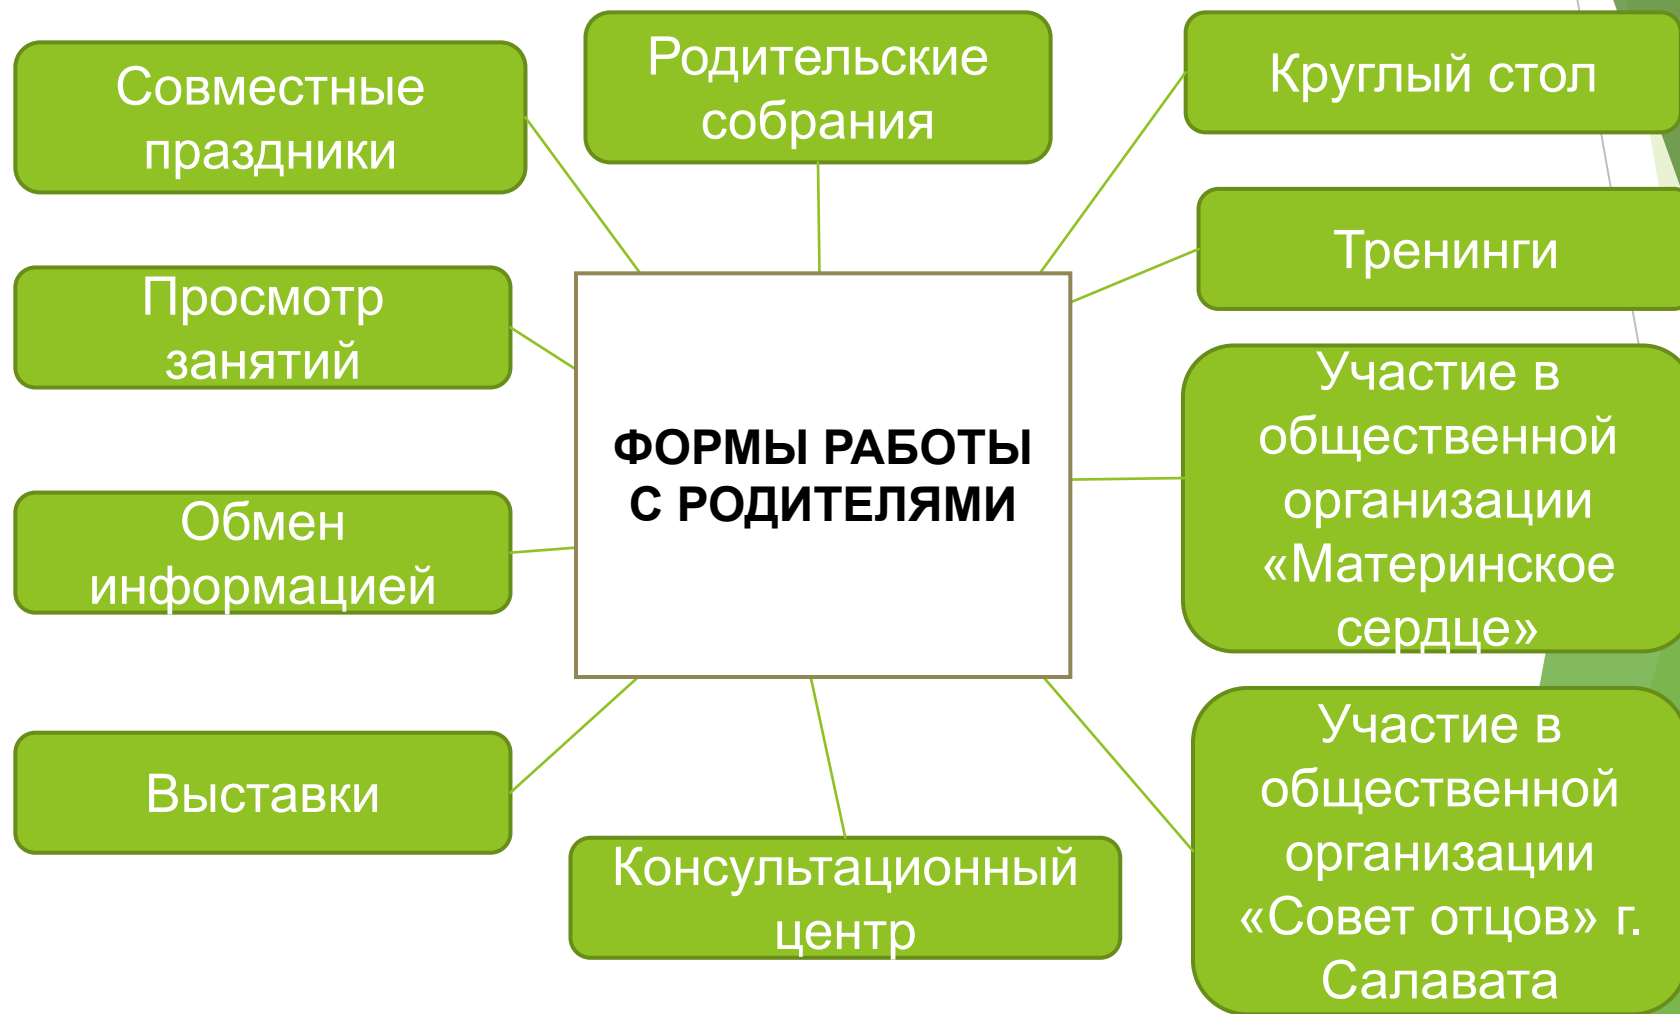 Совместные
праздники
Родительские
собрания
Круглый стол
Тренинги
Просмотр
занятий
ФОРМЫ РАБОТЫ
С РОДИТЕЛЯМИ
Участие в
общественной
организации
«Материнское
сердце»
Обмен
информацией
Выставки
Консультационный
центр
Участие в
общественной
организации
«Совет отцов» г.
Салавата